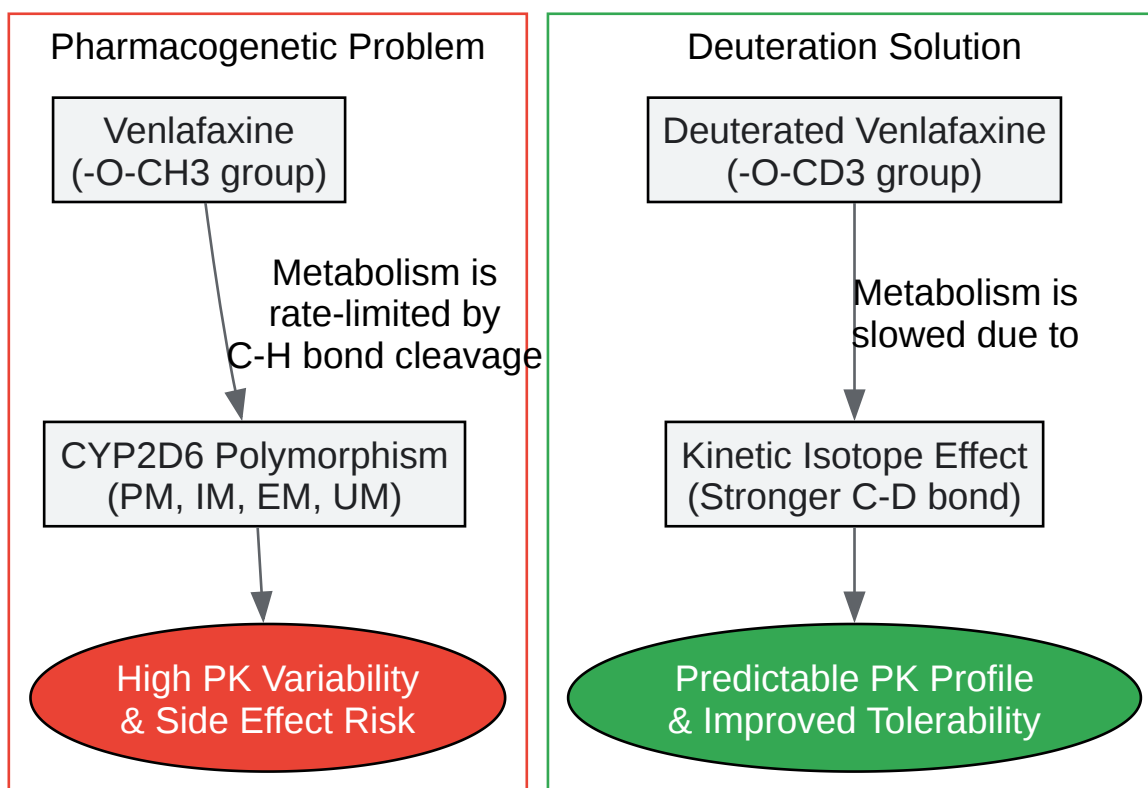 Pharmacogenetic Problem
Venlafaxine
(-O-CH3 group)
Metabolism is
rate-limited by
C-H bond cleavage
CYP2D6 Polymorphism
(PM, IM, EM, UM)
High PK Variability
& Side Effect Risk
Deuteration Solution
Deuterated Venlafaxine
(-O-CD3 group)
Metabolism is
slowed due to
Kinetic Isotope Effect
(Stronger C-D bond)
Predictable PK Profile
& Improved Tolerability